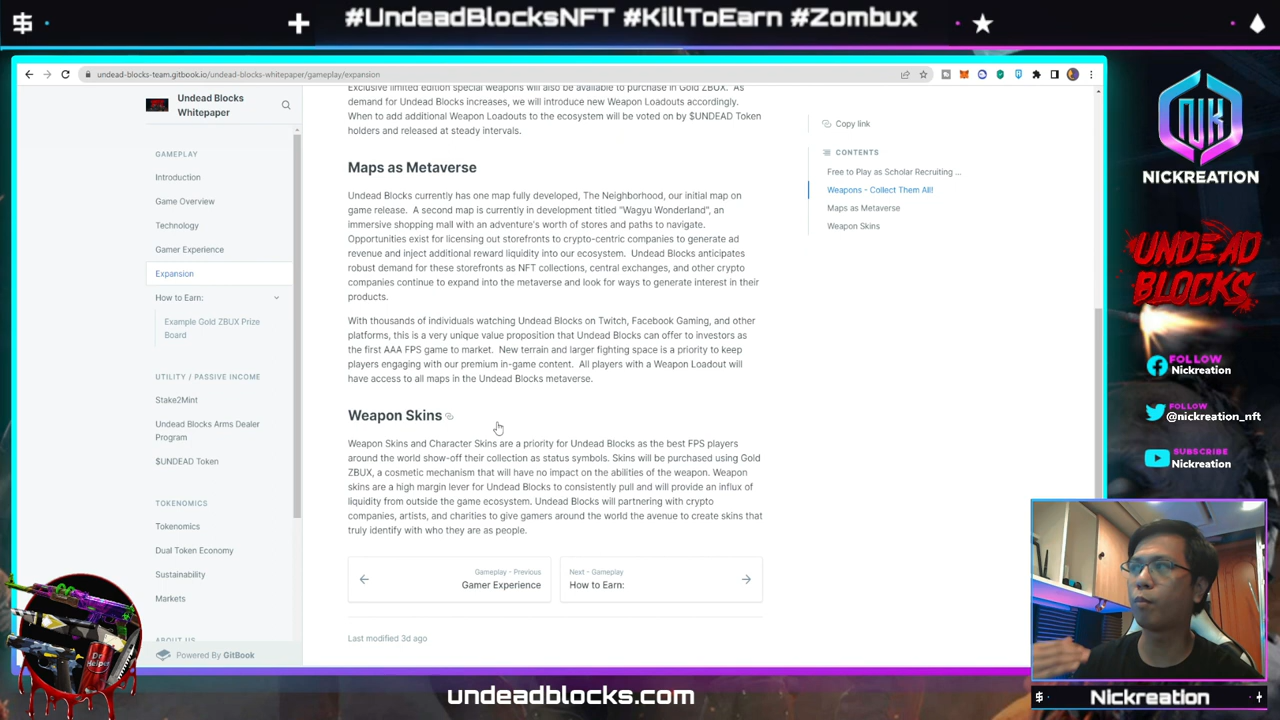 #UndeadBlocksNFT #KillToEarn #Zombux
undead-blocks-team.gitbook.io/undead-blocks-whitepaper/gameplay/expansion
Undead Blocks
Whitepaper
GAMEPLAY
Introduction
Game Overview
Technology
Gamer Experience
Expansion
How to Earn:
Example Gold ZBUX Prize
Board
UTILITY / PASSIVE INCOME
Stake2Mint
Undead Blocks Arms Dealer
Program
$UNDEAD Token
TOKENOMICS
Tokenomics
Dual Token Economy
Sustainability
Markets
ABOUT US
Powered By GitBook
Exclusive limited edition special weapons will also be available to purchase in Gold ZBUX. As
demand for Undead Blocks increases, we will introduce new Weapon Loadouts accordingly.
When to add additional Weapon Loadouts to the ecosystem will be voted on by $UNDEAD Token
holders and released at steady intervals.
Maps as Metaverse
Undead Blocks currently has one map fully developed, The Neighborhood, our initial map on
game release. A second map is currently in development titled "Wagyu Wonderland", an
immersive shopping mall with an adventure's worth of stores and paths to navigate.
Opportunities exist for licensing out storefronts to crypto-centric companies to generate ad
revenue and inject additional reward liquidity into our ecosystem. Undead Blocks anticipates
robust demand for these storefronts as NFT collections, central exchanges, and other crypto
companies continue to expand into the metaverse and look for ways to generate interest in their
products.
With thousands of individuals watching Undead Blocks on Twitch, Facebook Gaming, and other
platforms, this is a very unique value proposition that Undead Blocks can offer to investors as
the first AAA FPS game to market. New terrain and larger fighting space is a priority to keep
players engaging with our premium in-game content. All players with a Weapon Loadout will
have access to all maps in the Undead Blocks metaverse.
Weapon Skins
Weapon Skins and Character Skins are a priority for Undead Blocks as the best FPS players
around the world show-off their collection as status symbols. Skins will be purchased using Gold
ZBUX, a cosmetic mechanism that will have no impact on the abilities of the weapon. Weapon
skins are a high margin lever for Undead Blocks to consistently pull and will provide an influx of
liquidity from outside the game ecosystem. Undead Blocks will partnering with crypto
companies, artists, and charities to give gamers around the world the avenue to create skins that
truly identify with who they are as people.
Gameplay - Previous
Gamer Experience
Next - Gameplay
How to Earn:
Last modified 3d ago
Copy link
CONTENTS
Free to Play as Scholar Recruiting ...
Weapons - Collect Them All!
Maps as Metaverse
Weapon Skins
NICKREATION
UNDEAD
BLOCKS
FOLLOW
Nickreation
FOLLOW
@nickreation_nft
SUBSCRIBE
Nickreation
Dr.
Helper
undeadblocks.com
Nickreation